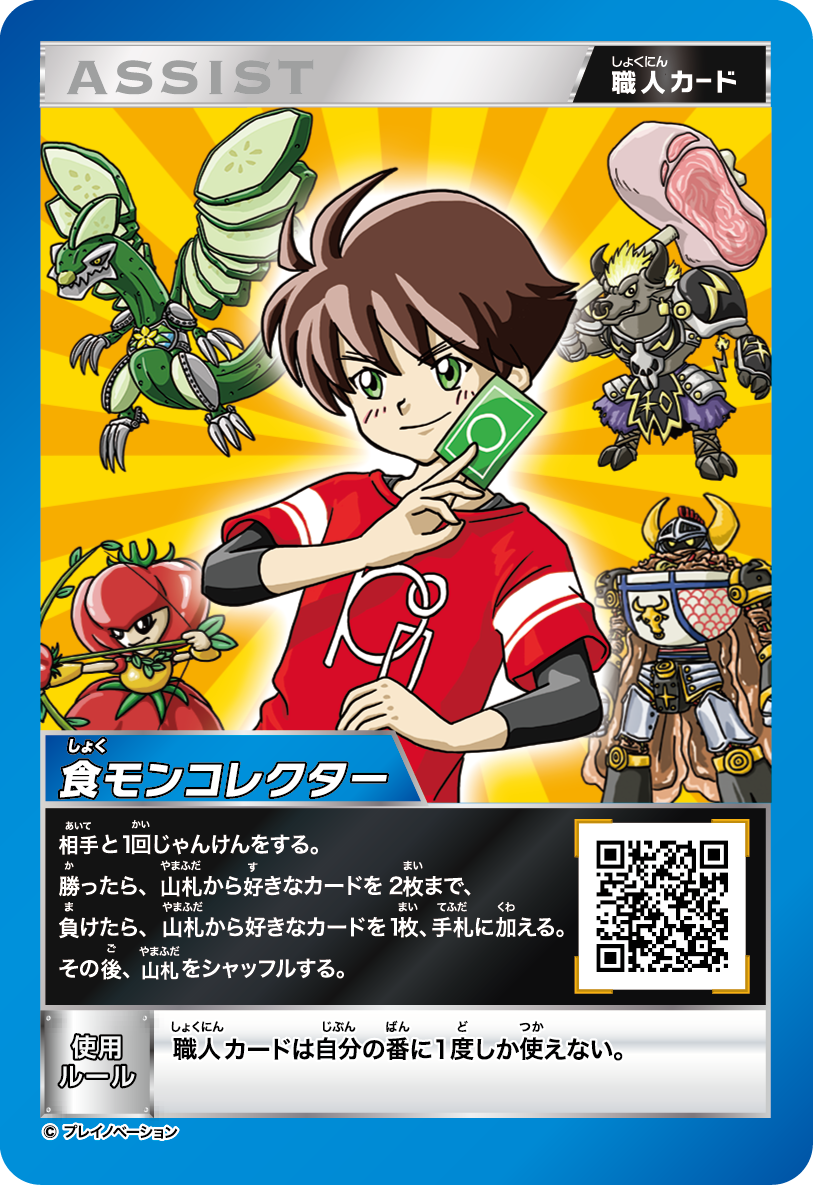 ASSIST
しょくにん
職人カード
しょく
食モンコレクター
あいて かい
相手と1回じゃんけんをする。
か やまふだ す まい
勝ったら、山札から好きなカードを2枚まで、
ま やまふだ まい てふだ くわ
負けたら、山札から好きなカードを1枚、手札に加える。
ご やまふだ
その後、山札をシャッフルする。
使用
ルール
しょくにん じぶん ばん ど つか
職人カードは自分の番に1度しか使えない。
© プレイノベーション